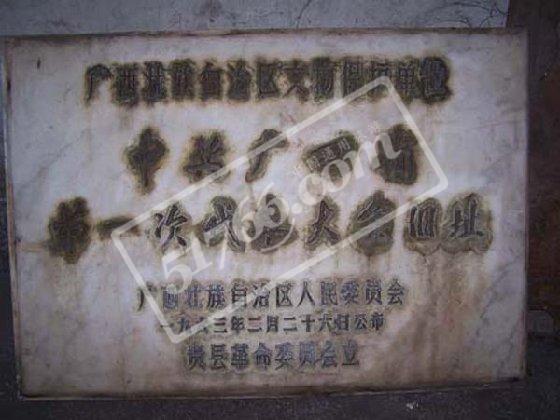 广西壮族自治区文物保护单位
中共广西省
第一次代表大会旧址
广西壮族自治区人民委员会
一九六三年二月二十六日公布
贵县革命委员会立
51766.com